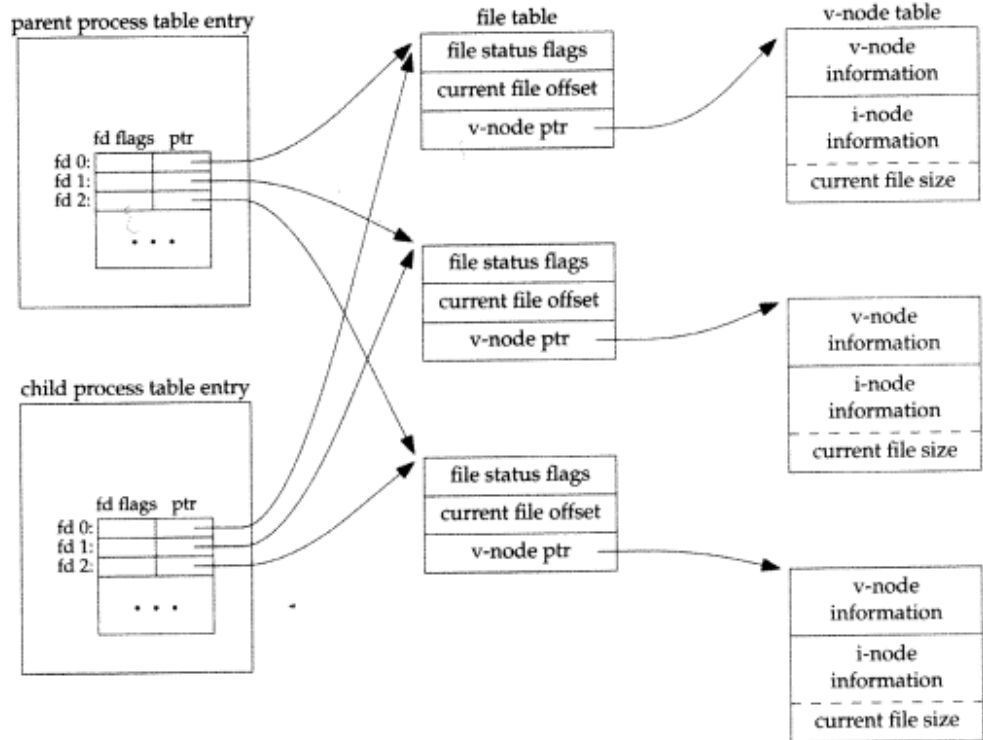 parent process table entry
fd flags ptr
fd 0:
fd 1:
fd 2:
• • •
child process table entry
fd flags ptr
fd 0:
fd 1:
fd 2:
• • •
file table
file status flags
current file offset
v-node ptr
file status flags
current file offset
v-node ptr
file status flags
current file offset
v-node ptr
v-node table
v-node
information
i-node
information
current file size
v-node
information
i-node
information
current file size
v-node
information
i-node
information
current file size